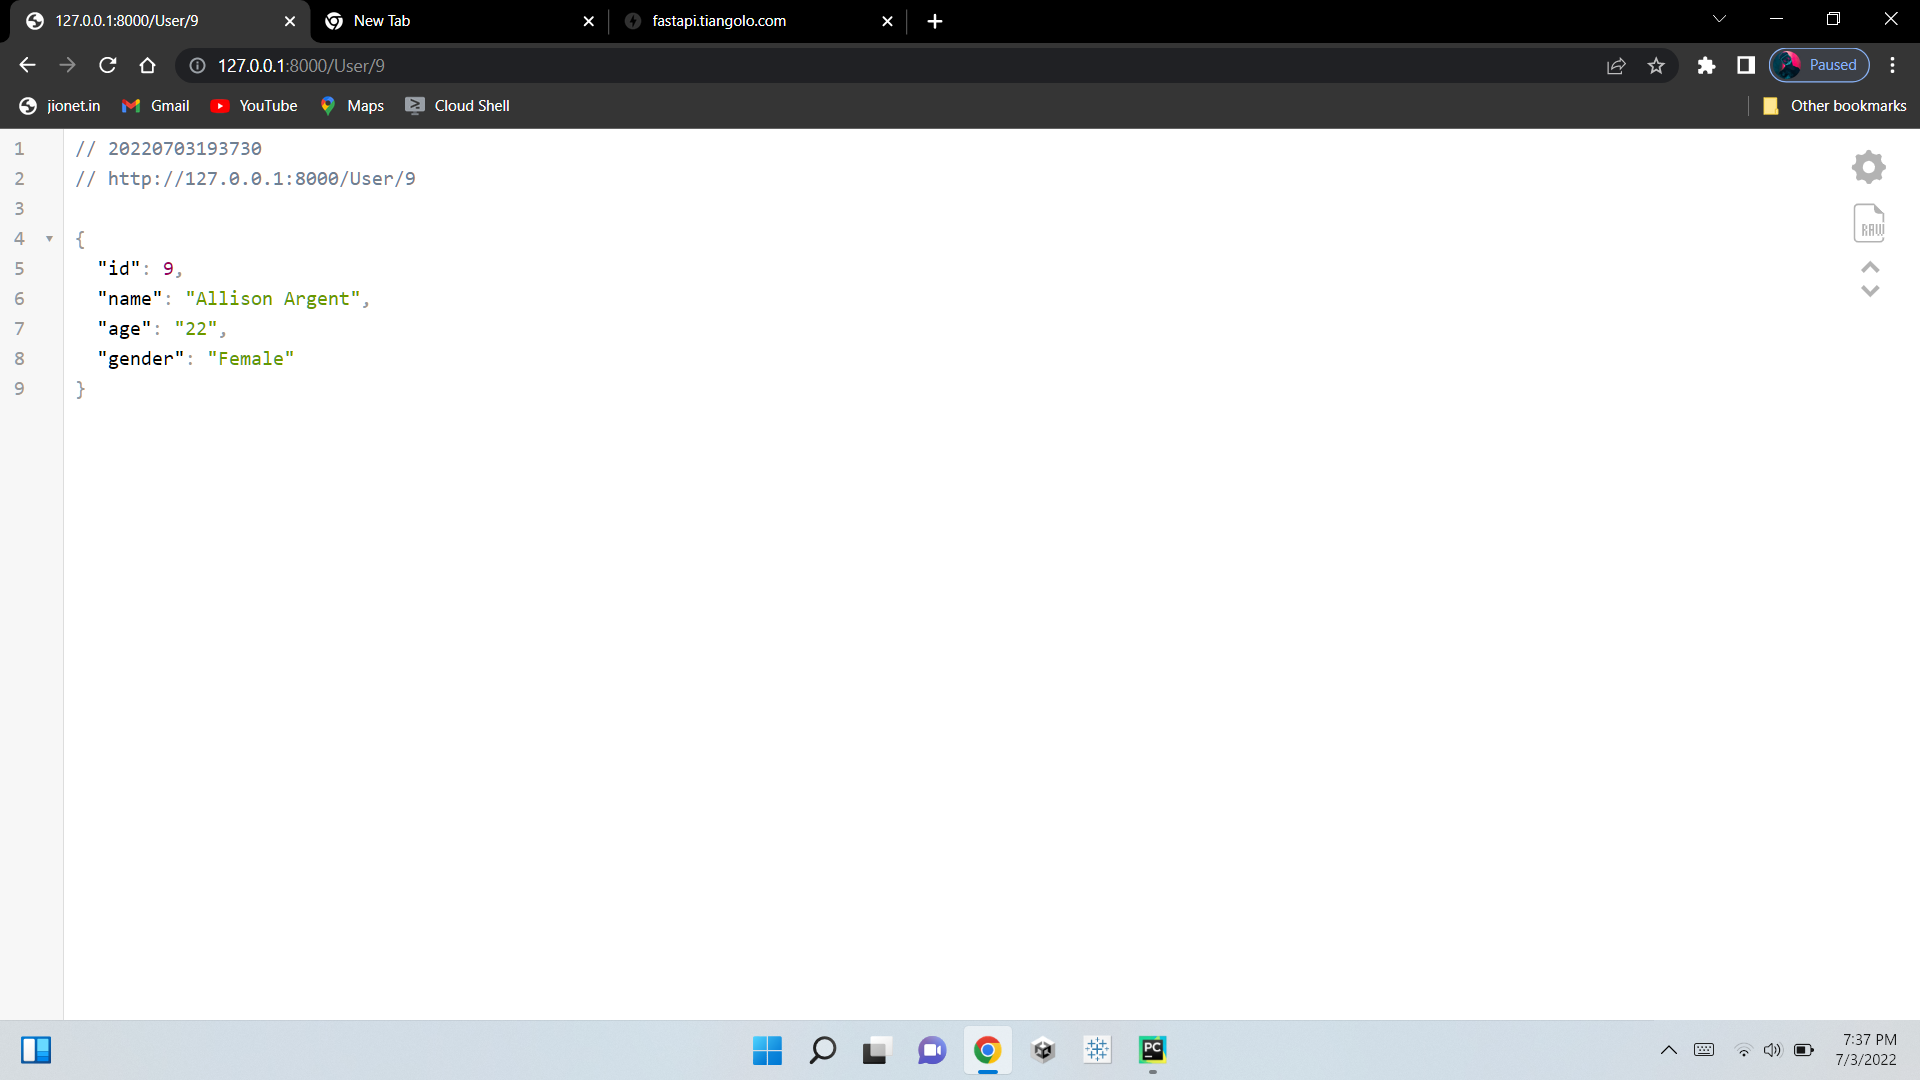 127.0.0.1:8000/User/9
New Tab
fastapi.tiangolo.com
127.0.0.1:8000/User/9
Paused
jionet.in
Gmail
YouTube
Maps
Cloud Shell
Other bookmarks
1 // 20220703193730
2 // http://127.0.0.1:8000/User/9
3
4 {
5 "id": 9,
6 "name": "Allison Argent",
7 "age": "22",
8 "gender": "Female"
9 }
RAW
PC
7:37 PM
7/3/2022